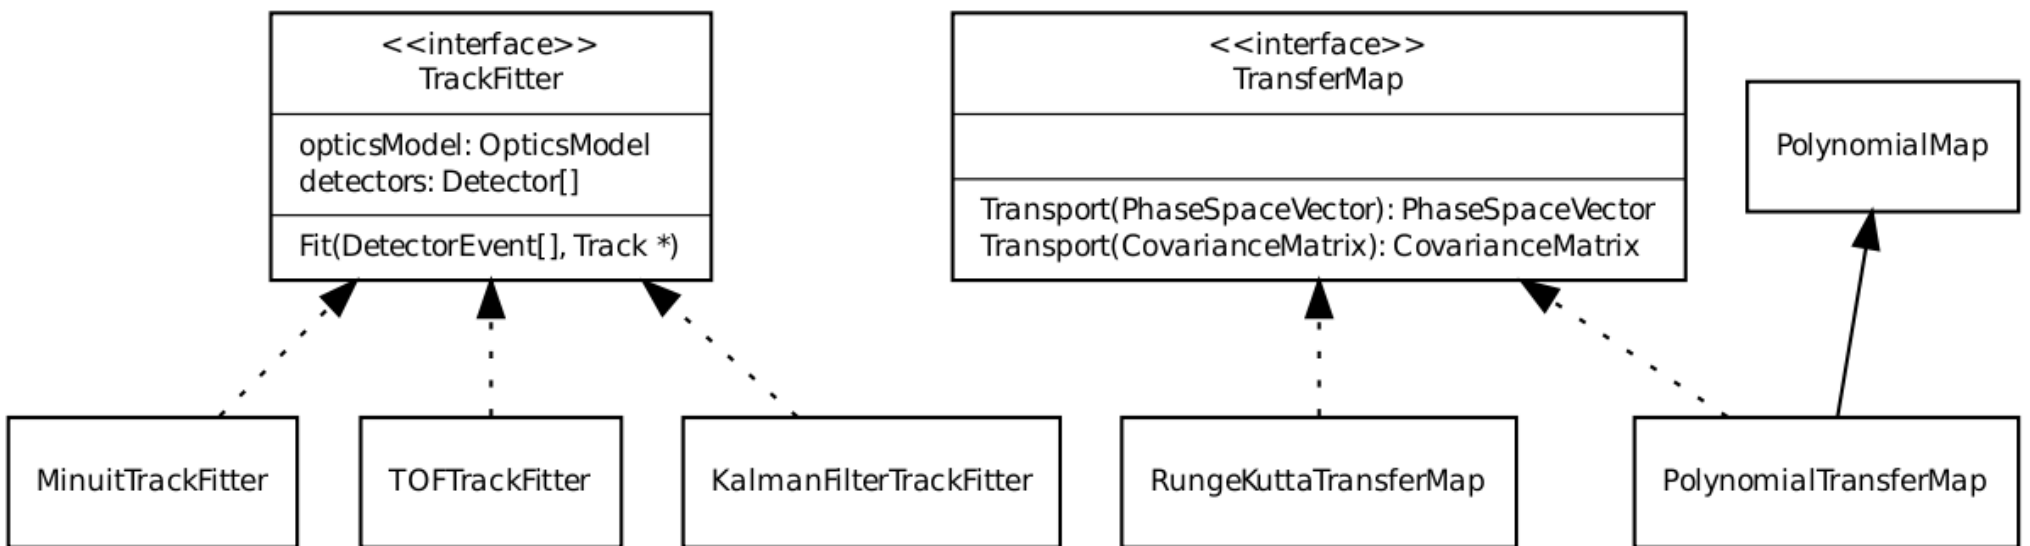 <<interface>>
TrackFitter
opticsModel: OpticsModel
detectors: Detector[]
Fit(DetectorEvent[], Track *)
<<interface>>
TransferMap
Transport(PhaseSpaceVector): PhaseSpaceVector
Transport(CovarianceMatrix): CovarianceMatrix
PolynomialMap
MinuitTrackFitter
TOFTrackFitter
KalmanFilterTrackFitter
RungeKuttaTransferMap
PolynomialTransferMap